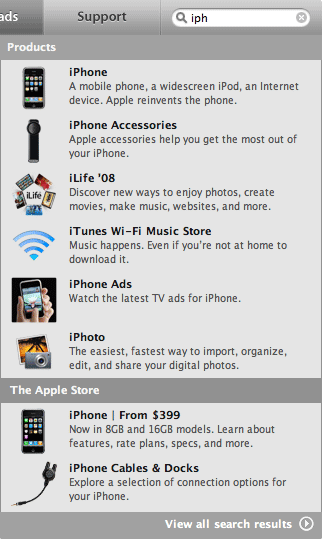 ads
Support
iph
Products
iPhone
A mobile phone, a widescreen iPod, an Internet
device. Apple reinvents the phone.
iPhone Accessories
Apple accessories help you get the most out of
your iPhone.
iLife
iLife '08
Discover new ways to enjoy photos, create
movies, make music, websites, and more.
iTunes Wi-Fi Music Store
Music happens. Even if you're not at home to
download it.
iPhone Ads
Watch the latest TV ads for iPhone.
iPhoto
The easiest, fastest way to import, organize,
edit, and share your digital photos.
The Apple Store
iPhone | From $399
Now in 8GB and 16GB models. Learn about
features, rate plans, specs, and more.
iPhone Cables & Docks
Explore a selection of connection options for
your iPhone.
View all search results